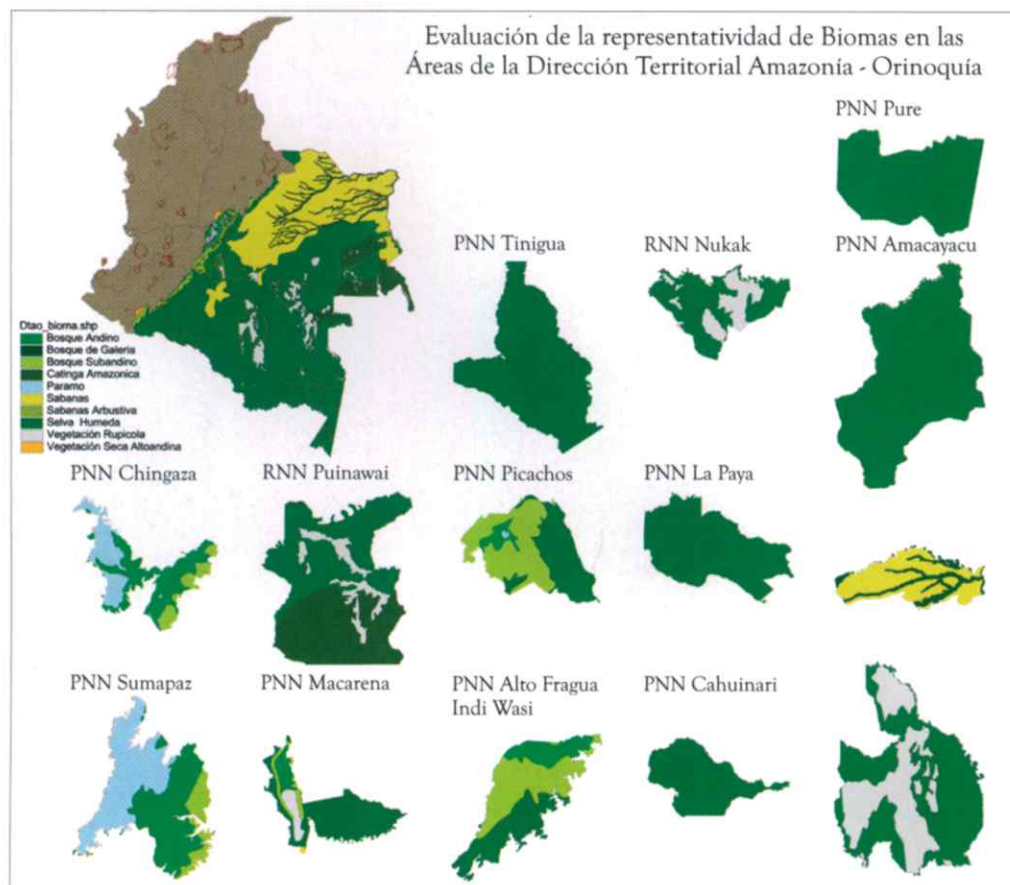 Evaluación de la representatividad de Biomas en las
Áreas de la Dirección Territorial Amazonía - Orinoquía
PNN Pure
PNN Tinigua
RNN Nukak
PNN Amacayacu
Dtao_bioma.shp
Bosque Andino
Bosque de Galeria
Bosque Subandino
Catinga Amazonica
Paramo
Sabanas
Sabanas Arbustiva
Selva Humeda
Vegetación Rupicola
Vegetación Seca Altoandina
PNN Chingaza
RNN Puinawai
PNN Picachos
PNN La Paya
PNN Sumapaz
PNN Macarena
PNN Alto Fragua
Indi Wasi
PNN Cahuinari